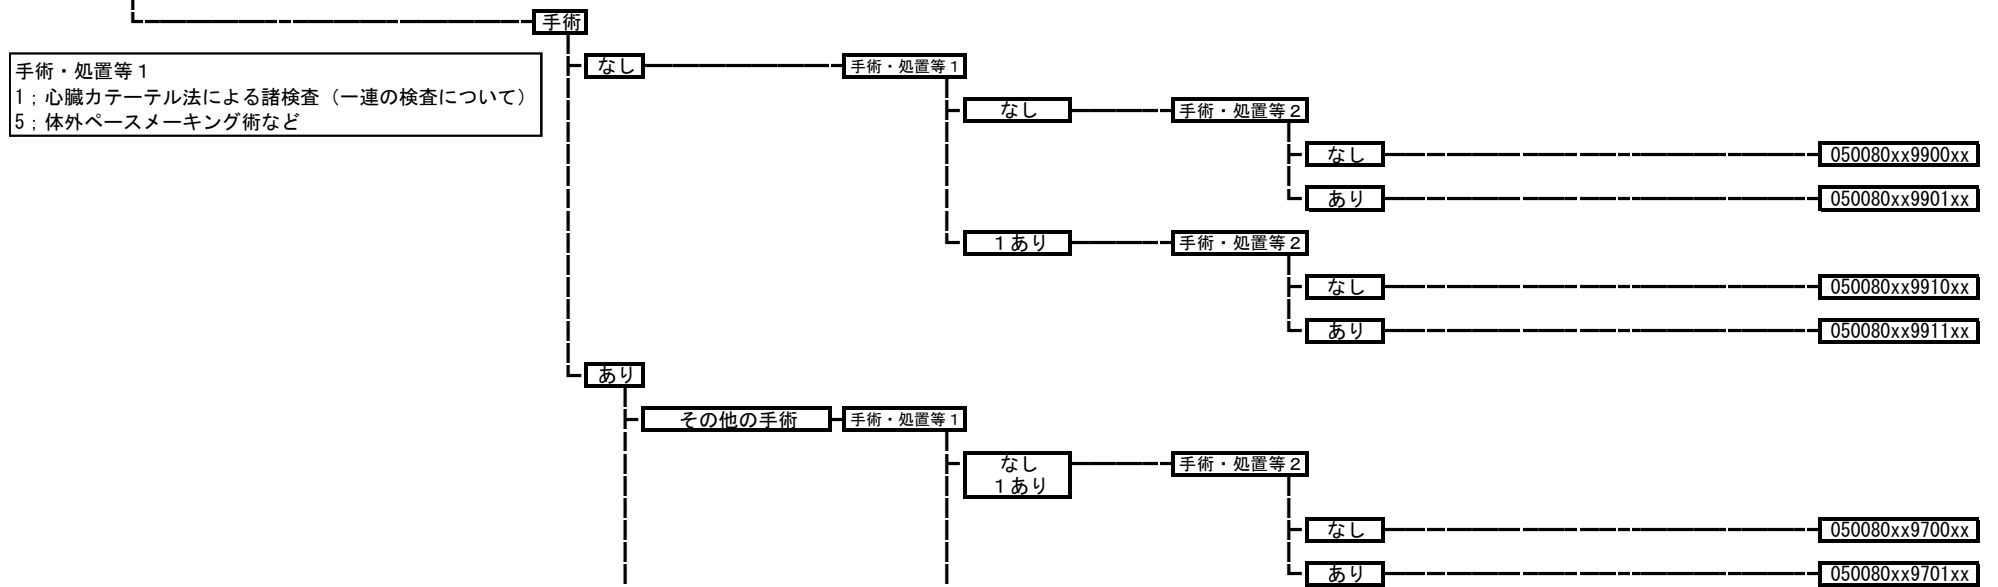 手術
手術・処置等１
1；心臓カテーテル法による諸検査（一連の検査について）
5；体外ペースメーキング術など
なし
手術・処置等１
なし
手術・処置等２
なし
050080xx9900xx
あり
050080xx9901xx
１あり
手術・処置等２
なし
050080xx9910xx
あり
050080xx9911xx
あり
その他の手術
手術・処置等１
なし
１あり
手術・処置等２
なし
050080xx9700xx
あり
050080xx9701xx